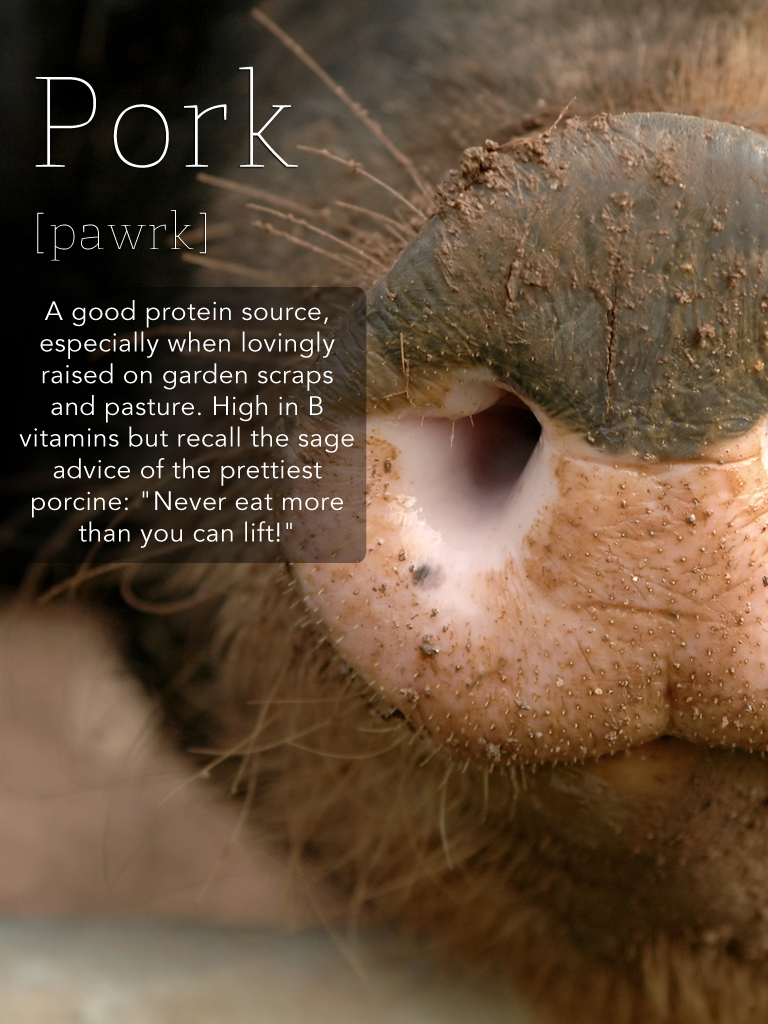 Pork
[pawrk]
A good protein source,
especially when lovingly
raised on garden scraps
and pasture. High in B
vitamins but recall the sage
advice of the prettiest
porcine: "Never eat more
than you can lift!"